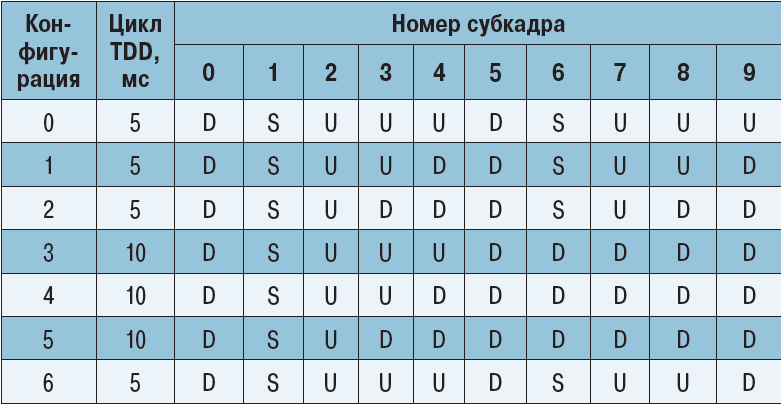 Кон-
фигу-
рация
Цикл
TDD,
мс
Номер субкадра
0 1 2 3 4 5 6 7 8 9
0 5 D S U U U D S U U U
1 5 D S U U D D S U U D
2 5 D S U D D D S U D D
3 10 D S U U U D D D D D
4 10 D S U U D D D D D D
5 10 D S U D D D D D D D
6 5 D S U U U D S U U D